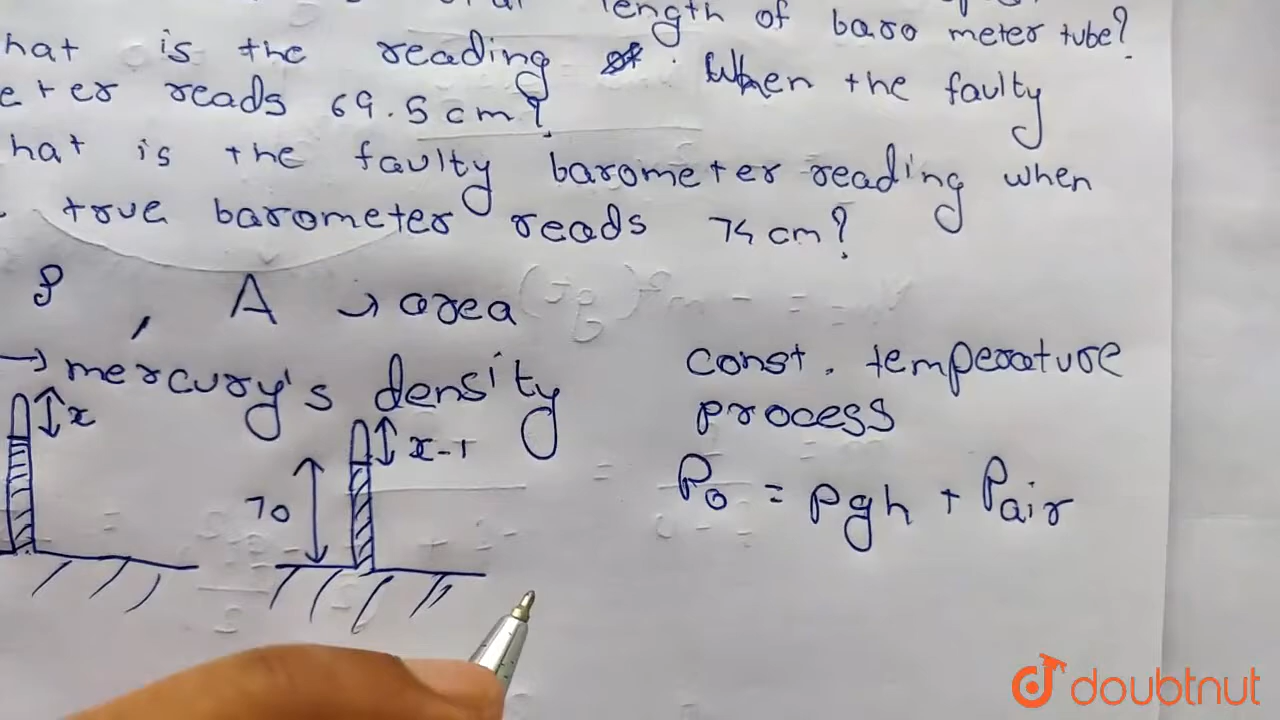 length of baro meter tube?
hat is the reading . When the faulty
eter reads 69.5 cm?
hat is the faulty barometer reading when
true barometer reads 74 cm?
ρ , A → area
→ mercury's density
const. temperature
process
x
x-1
70
P₀ = ρgh + Pair
doubtnut